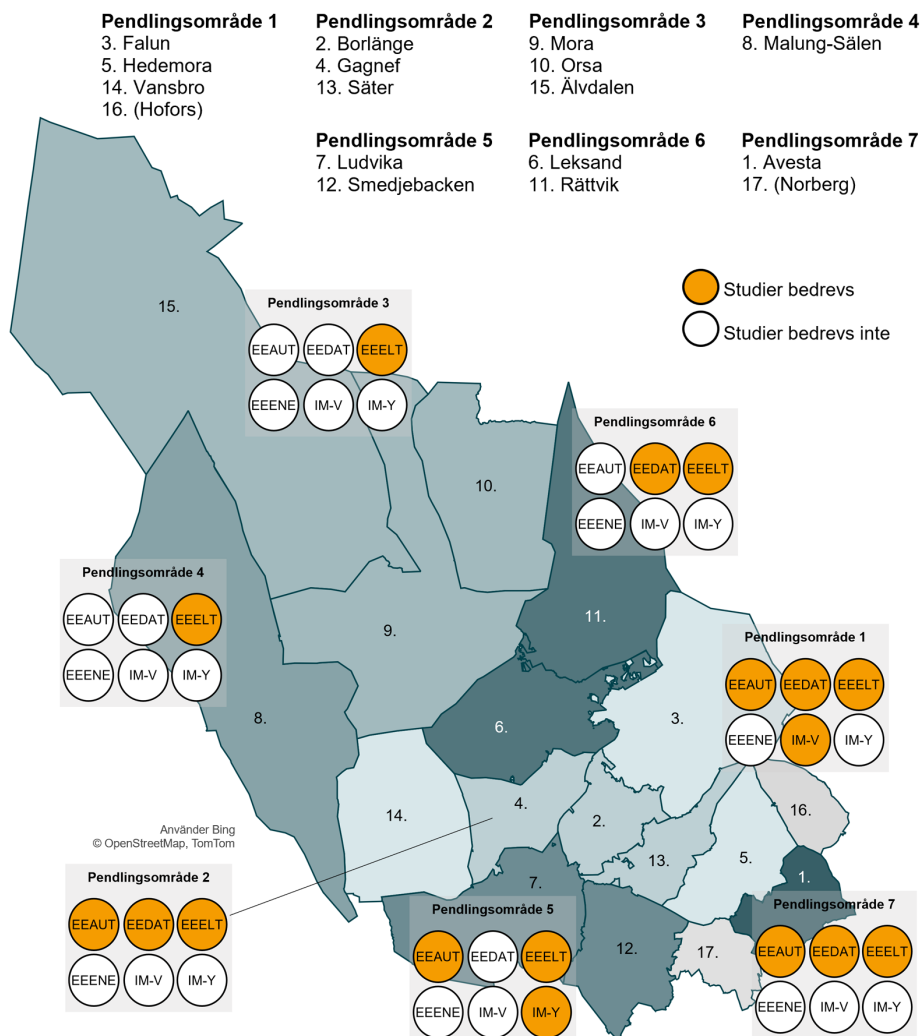 Pendlingsområde 1
3. Falun
5. Hedemora
14. Vansbro
16. (Hofors)
Pendlingsområde 2
2. Borlänge
4. Gagnef
13. Säter
Pendlingsområde 3
9. Mora
10. Orsa
15. Älvdalen
Pendlingsområde 4
8. Malung-Sälen
Pendlingsområde 5
7. Ludvika
12. Smedjebacken
Pendlingsområde 6
6. Leksand
11. Rättvik
Pendlingsområde 7
1. Avesta
17. (Norberg)
Studier bedrevs
Studier bedrevs inte
15.
Pendlingsområde 3
EEAUT EEDAT EEELT
EEENE IM-V IM-Y
10.
Pendlingsområde 6
EEAUT EEDAT EEELT
EEENE IM-V IM-Y
Pendlingsområde 4
EEAUT EEDAT EEELT
EEENE IM-V IM-Y
9.
11.
8.
6.
3.
Pendlingsområde 1
EEAUT EEDAT EEELT
EEENE IM-V IM-Y
14.
4.
2.
13.
5.
16.
1.
Använder Bing
© OpenStreetMap, TomTom
Pendlingsområde 2
EEAUT EEDAT EEELT
EEENE IM-V IM-Y
7.
Pendlingsområde 5
EEAUT EEDAT EEELT
EEENE IM-V IM-Y
12.
17.
Pendlingsområde 7
EEAUT EEDAT EEELT
EEENE IM-V IM-Y